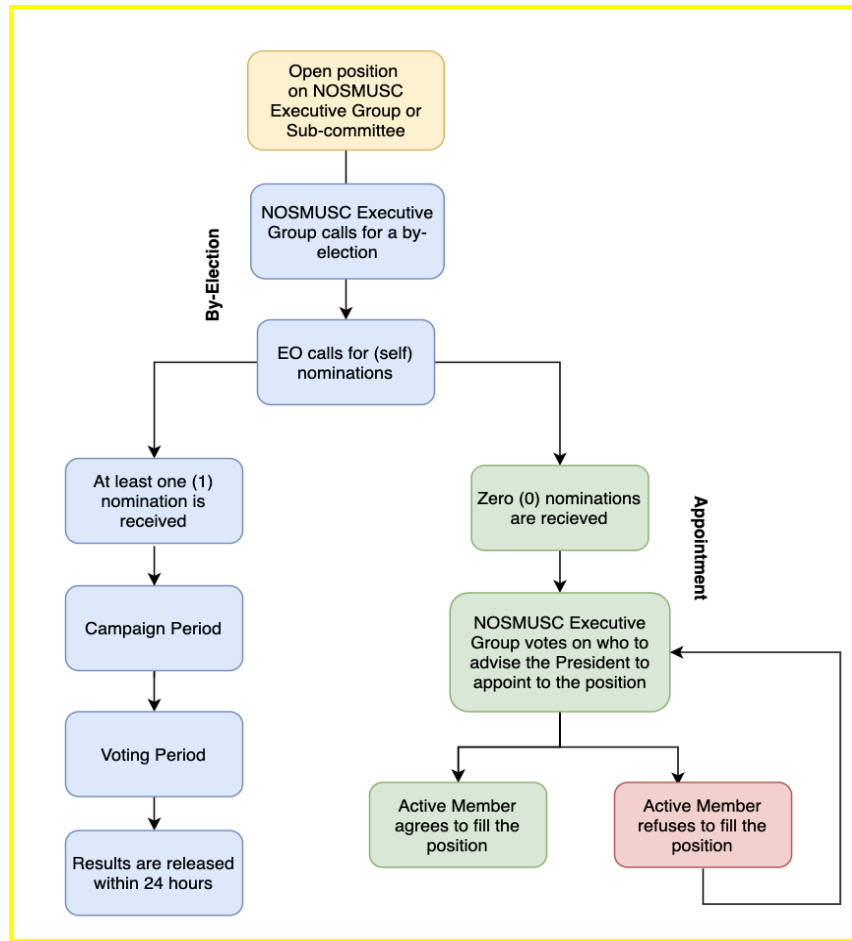 Open position
on NOSMUSC
Executive Group or
Sub-committee
NOSMUSC Executive
Group calls for a by-
election
By-Election
EO calls for (self)
nominations
At least one (1)
nomination is
received
Campaign Period
Voting Period
Results are released
within 24 hours
Zero (0) nominations
are recieved
Appointment
NOSMUSC Executive
Group votes on who to
advise the President to
appoint to the position
Active Member
agrees to fill the
position
Active Member
refuses to fill the
position